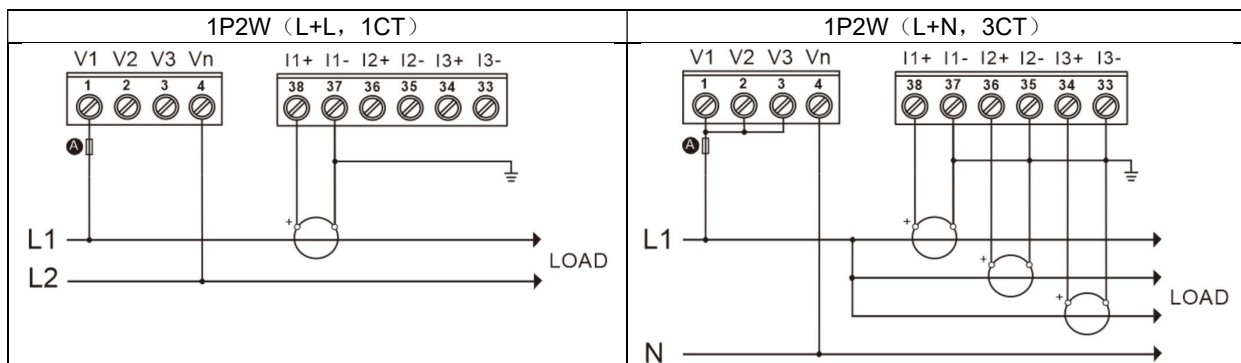 1P2W（L+L，1CT）
V1 V2 V3 Vn I1+ I1- I2+ I2- I3+ I3-
1 2 3 4 38 37 36 35 34 33
A
+
L1
LOAD
L2
1P2W（L+N，3CT）
V1 V2 V3 Vn I1+ I1- I2+ I2- I3+ I3-
1 2 3 4 38 37 36 35 34 33
A
+
L1
+
+
LOAD
N